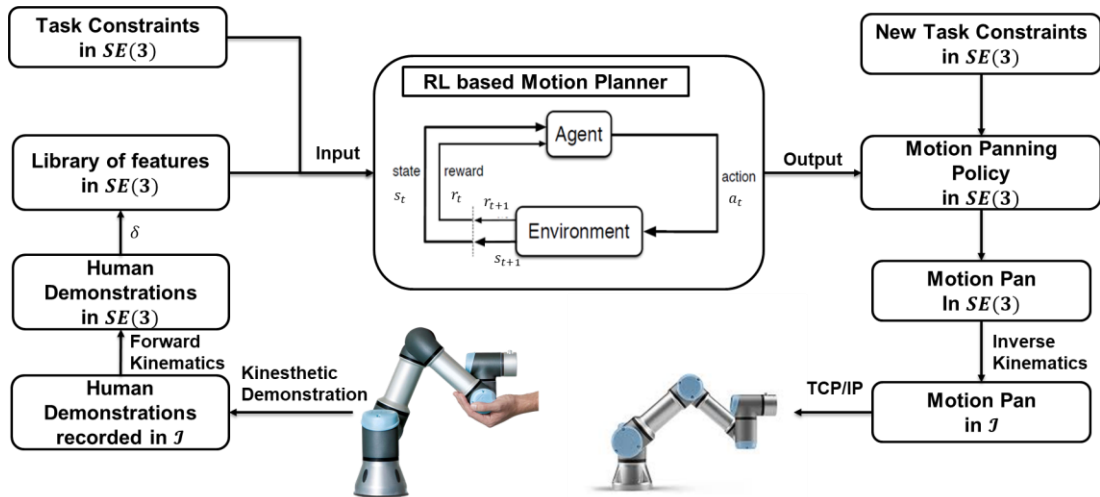 Task Constraints
in SE(3)
Library of features
in SE(3)
δ
Human
Demonstrations
in SE(3)
Forward
Kinematics
Human
Demonstrations
recorded in 𝒥
Kinesthetic
Demonstration
Input
RL based Motion Planner
Agent
state
s_t
reward
r_t
r_{t+1}
s_{t+1}
Environment
action
a_t
Output
New Task Constraints
in SE(3)
Motion Panning
Policy
in SE(3)
Motion Pan
In SE(3)
Inverse
Kinematics
TCP/IP
Motion Pan
in 𝒥